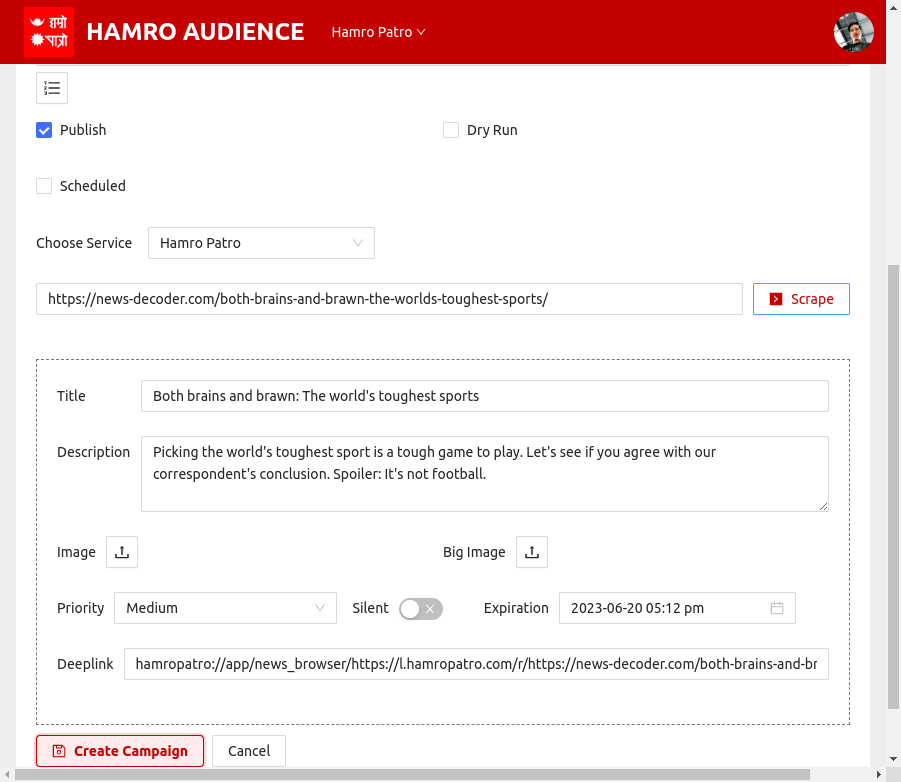 हाम्रो
पात्रो
HAMRO AUDIENCE
Hamro Patro
Publish
Dry Run
Scheduled
Choose Service
Hamro Patro
https://news-decoder.com/both-brains-and-brawn-the-worlds-toughest-sports/
Scrape
Title
Both brains and brawn: The world's toughest sports
Description
Picking the world's toughest sport is a tough game to play. Let's see if you agree with our
correspondent's conclusion. Spoiler: It's not football.
Image
Big Image
Priority
Medium
Silent
Expiration
2023-06-20 05:12 pm
Deeplink
hamropatro://app/news_browser/https://l.hamropatro.com/r/https://news-decoder.com/both-brains-and-br
Create Campaign
Cancel